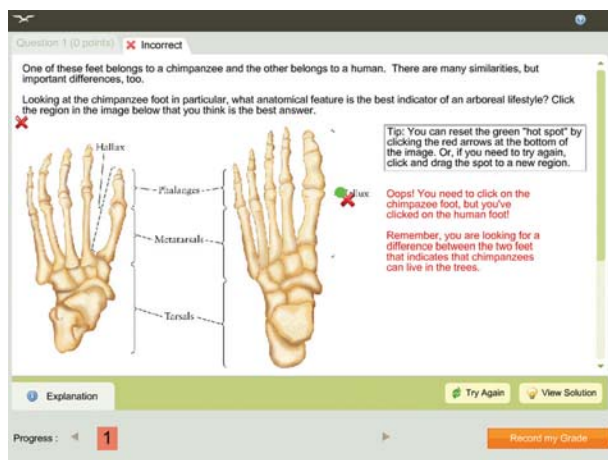 Question 1 (0 points)
Incorrect
One of these feet belongs to a chimpanzee and the other belongs to a human. There are many similarities, but
important differences, too.
Looking at the chimpanzee foot in particular, what anatomical feature is the best indicator of an arboreal lifestyle? Click
the region in the image below that you think is the best answer.
Tip: You can reset the green "hot spot" by
clicking the red arrows at the bottom of
the image. Or, if you need to try again,
click and drag the spot to a new region.
Hallux
Phalanges
Metatarsals
Tarsals
Oops! You need to click on the
chimpazee foot, but you've
clicked on the human foot!
Remember, you are looking for a
difference between the two feet
that indicates that chimpanzees
can live in the trees.
Explanation
Try Again
View Solution
Progress :
1
Record my Grade